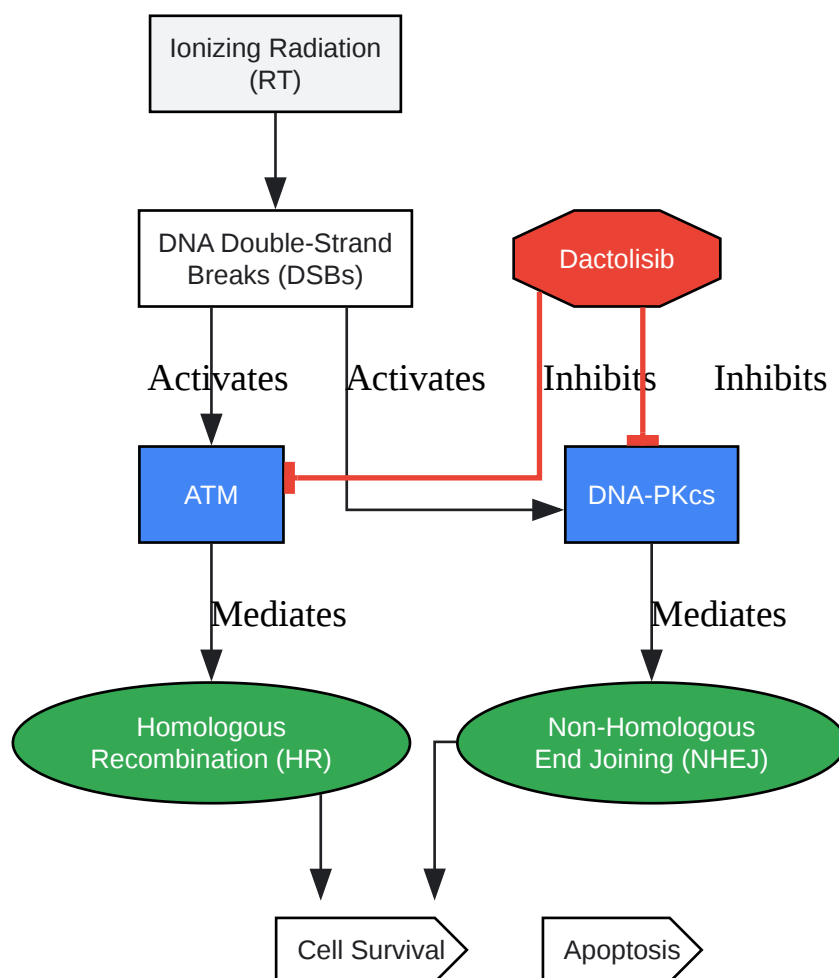 Ionizing Radiation
(RT)
DNA Double-Strand
Breaks (DSBs)
Dactolisib
Activates
Activates
Inhibits
Inhibits
ATM
DNA-PKcs
Mediates
Mediates
Homologous
Recombination (HR)
Non-Homologous
End Joining (NHEJ)
Cell Survival
Apoptosis